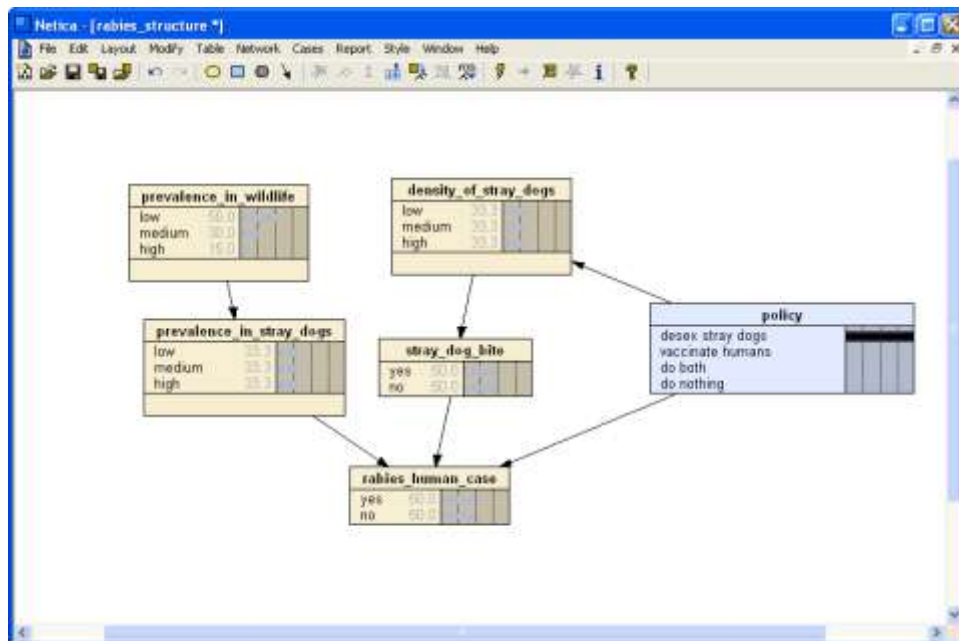 Netica - [rabies_structure *]
File Edit Layout Modify Table Network Cases Report Style Window Help
prevalence_in_wildlife
low 50.0
medium 30.0
high 15.0
density_of_stray_dogs
low 33.3
medium 33.3
high 33.3
prevalence_in_stray_dogs
low 33.3
medium 33.3
high 33.3
stray_dog_bite
yes 50.0
no 50.0
policy
desex stray dogs
vaccinate humans
do both
do nothing
rabies_human_case
yes 50.0
no 50.0